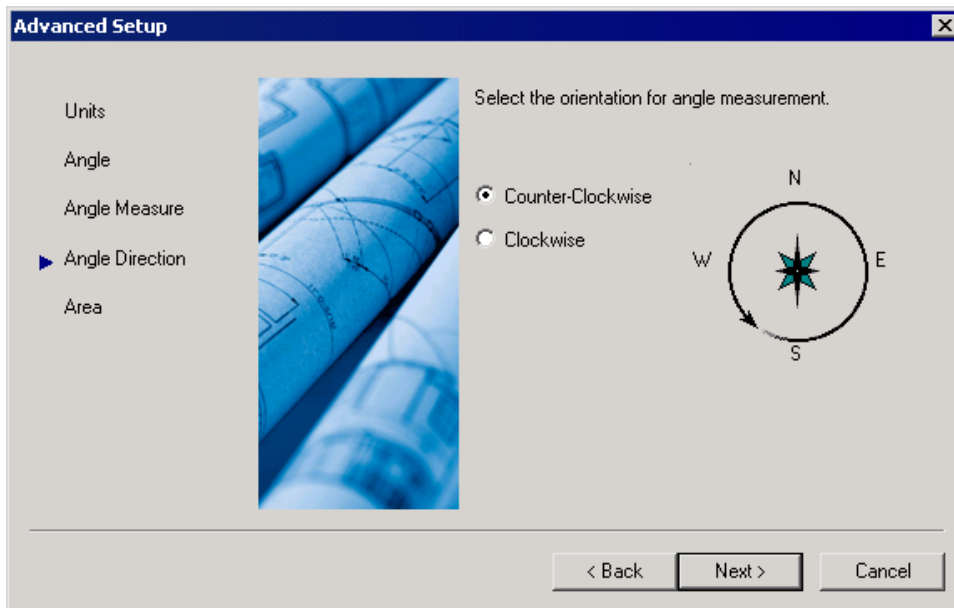 Advanced Setup
Units
Angle
Angle Measure
Angle Direction
Area
Select the orientation for angle measurement.
Counter-Clockwise
Clockwise
N
W
E
S
< Back
Next >
Cancel